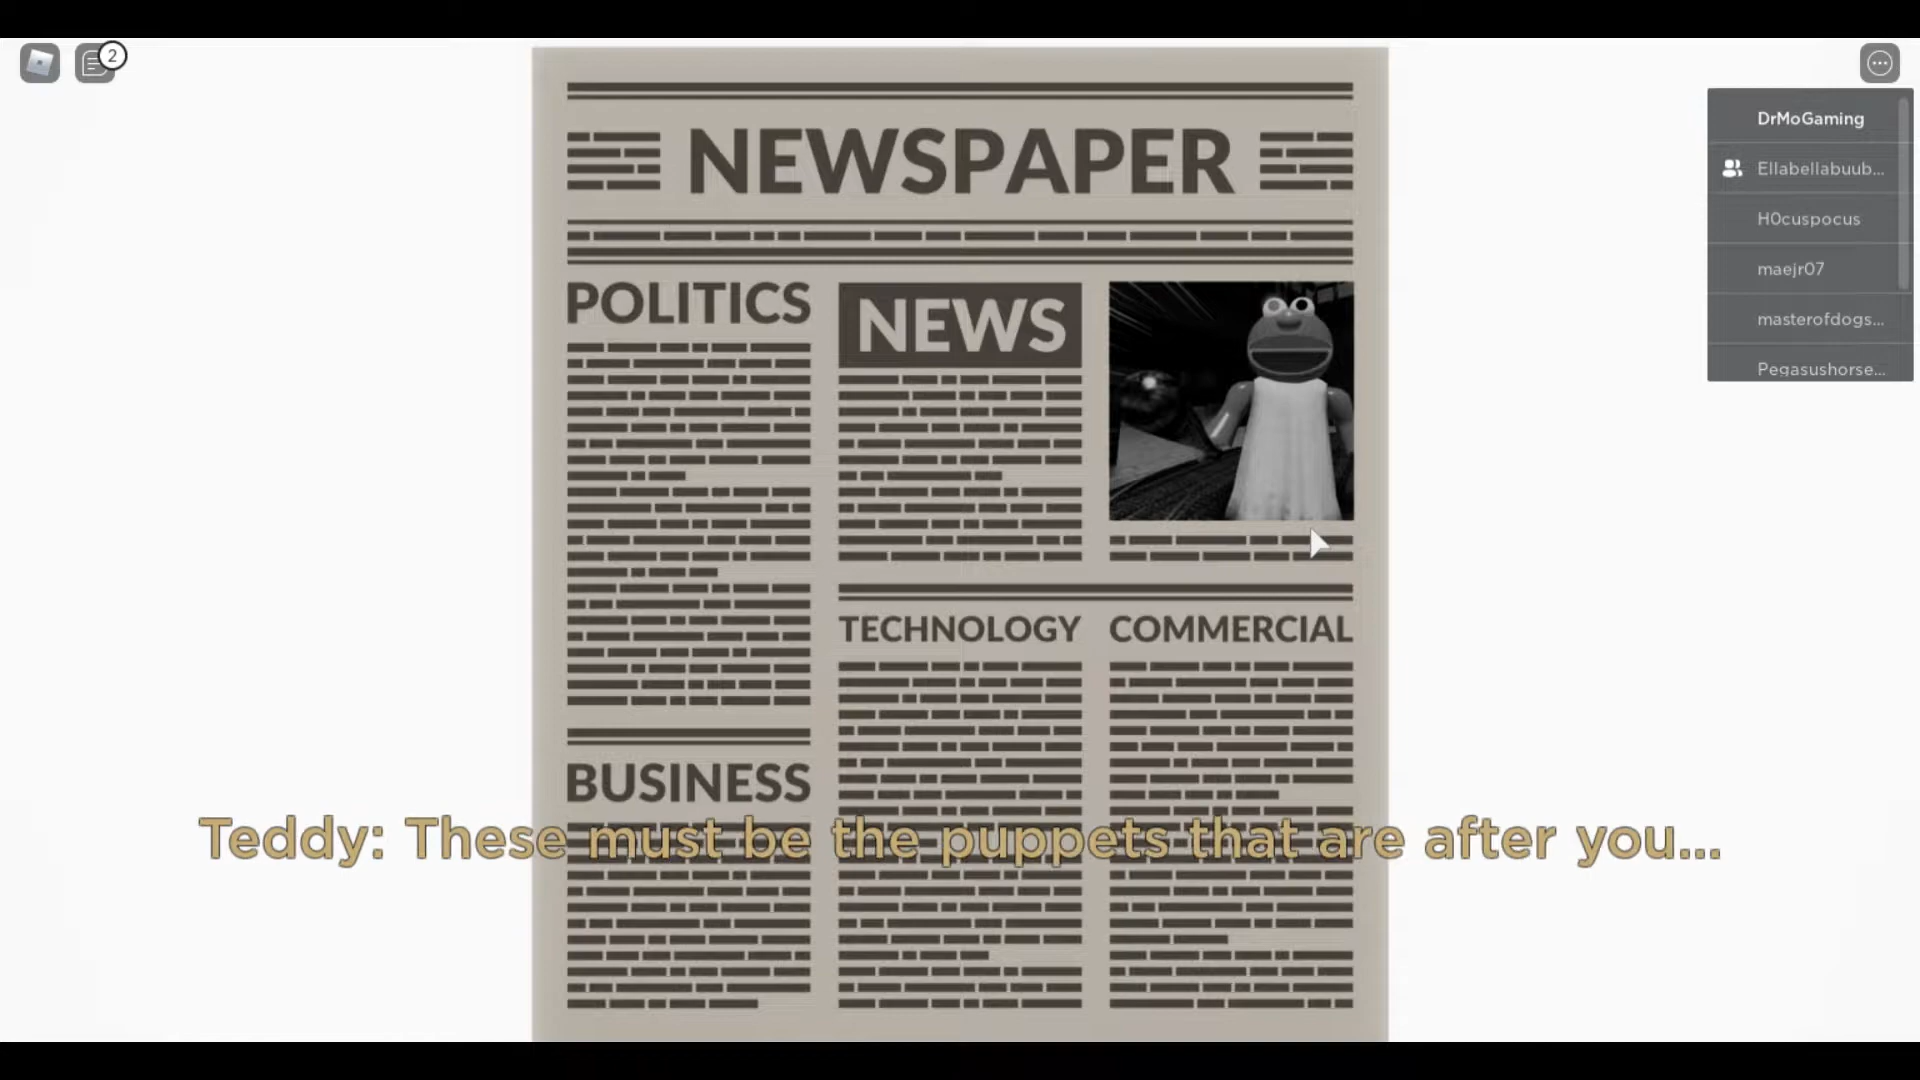 2
DrMoGaming
Ellabellabuub...
H0cuspocus
maejr07
masterofdogs...
Pegasushorse...
NEWSPAPER
POLITICS
NEWS
TECHNOLOGY
COMMERCIAL
BUSINESS
Teddy: These must be the puppets that are after you...